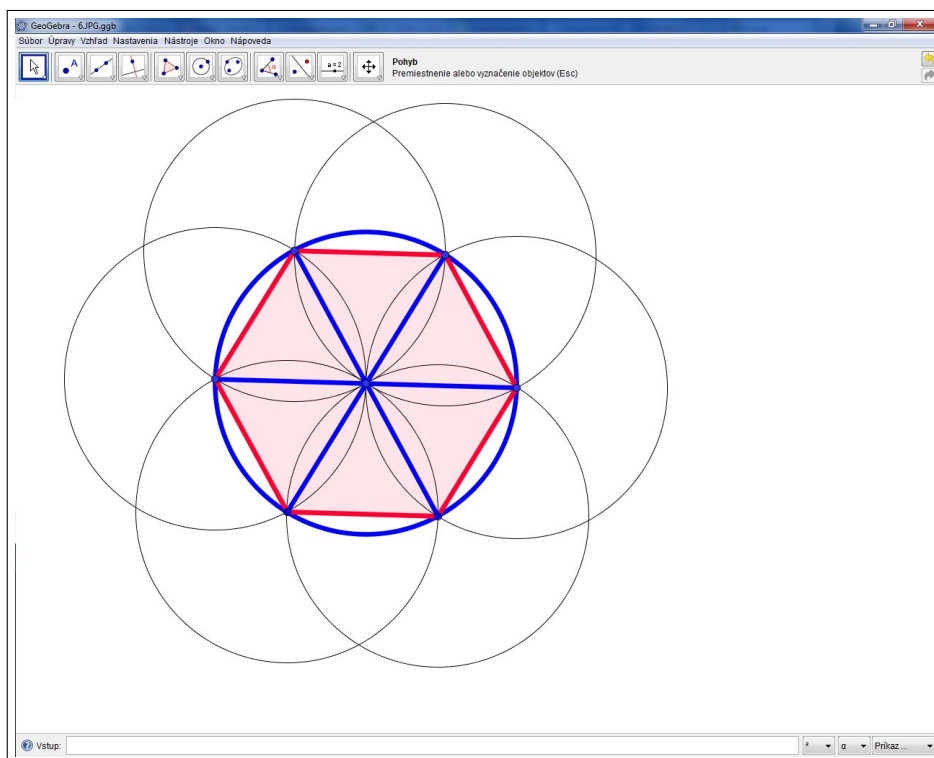 GeoGebra - 6JPG.ggb
Súbor Úpravy Vzhľad Nastavenia Nástroje Okno Nápoveda
A
α
a = 2
Pohyb
Premiestnenie alebo vyznačenie objektov (Esc)
Vstup:
²
α
Príkaz ...